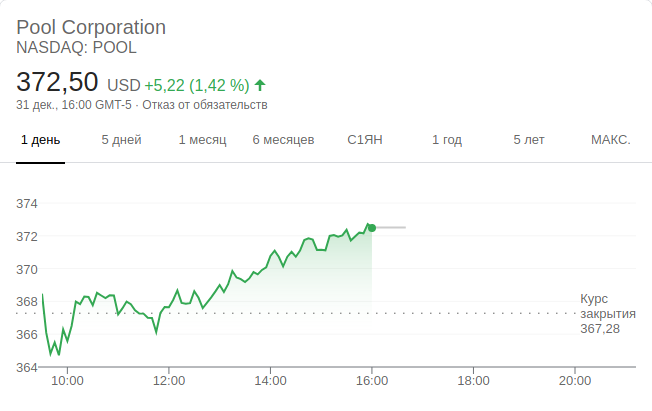 Pool Corporation
NASDAQ: POOL
372,50 USD +5,22 (1,42 %)
31 дек., 16:00 GMT-5 · Отказ от обязательств
1 день 5 дней 1 месяц 6 месяцев С1ЯН 1 год 5 лет МАКС.
374
372
370
368
Курс
закрытия
367,28
366
364
10:00 12:00 14:00 16:00 18:00 20:00